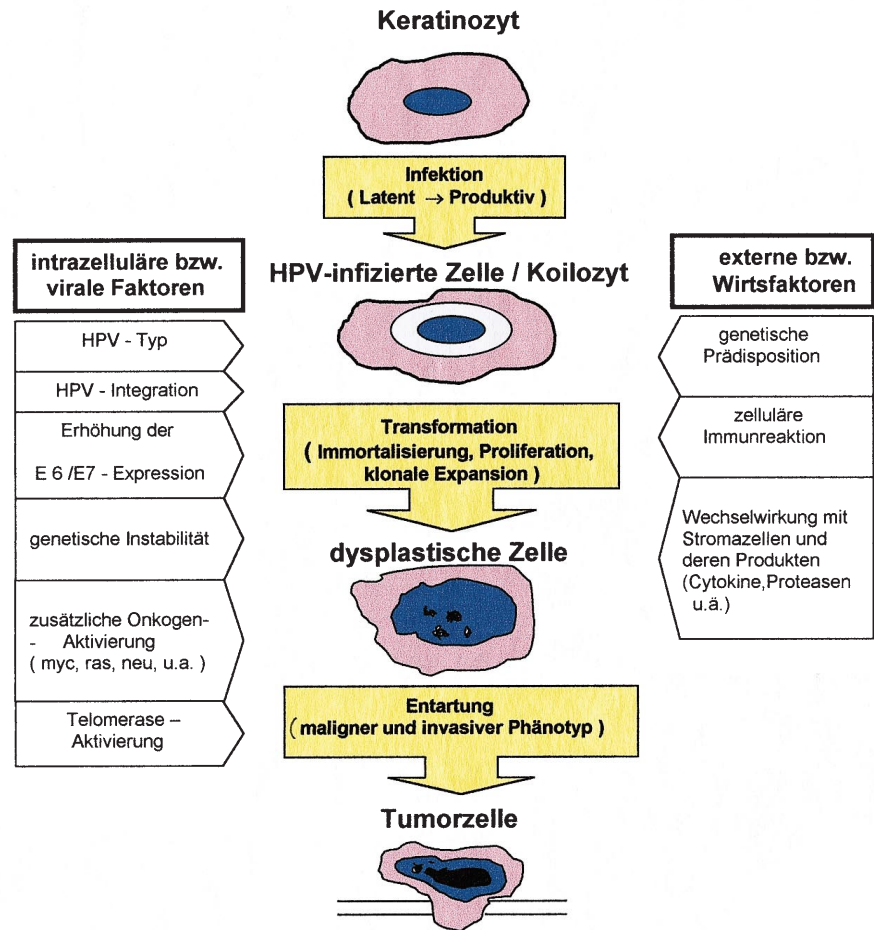 Keratinozyt
Infektion
( Latent → Produktiv )
intrazelluläre bzw.
virale Faktoren
HPV - Typ
HPV - Integration
Erhöhung der
E 6 /E7 - Expression
genetische Instabilität
zusätzliche Onkogen-
- Aktivierung
( myc, ras, neu, u.a. )
Telomerase –
Aktivierung
HPV-infizierte Zelle / Koilozyt
Transformation
( Immortalisierung, Proliferation,
klonale Expansion )
dysplastische Zelle
Entartung
(maligner und invasiver Phänotyp )
Tumorzelle
externe bzw.
Wirtsfaktoren
genetische
Prädisposition
zelluläre
Immunreaktion
Wechselwirkung mit
Stromazellen und
deren Produkten
(Cytokine,Proteasen
u.ä.)